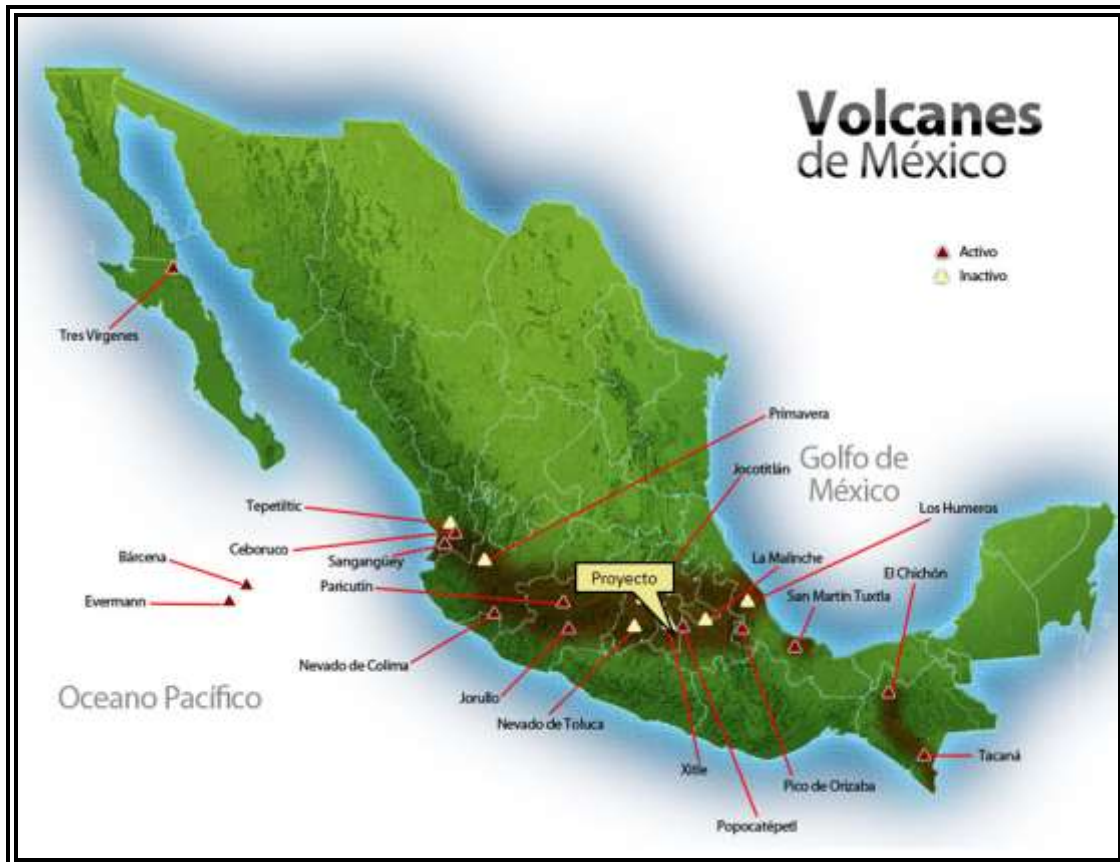 Volcanes
de México
Activo
Inactivo
Tres Vírgenes
Primavera
Golfo de
México
Jocotitlán
Los Humeros
Tepetiltic
Ceboruco
Sangangüey
Bárcena
Evermann
Paricutín
Proyecto
La Malinche
El Chichón
San Martín Tuxtla
Nevado de Colima
Oceano Pacífico
Jorullo
Nevado de Toluca
Xitle
Pico de Orizaba
Popocatépetl
Tacaná